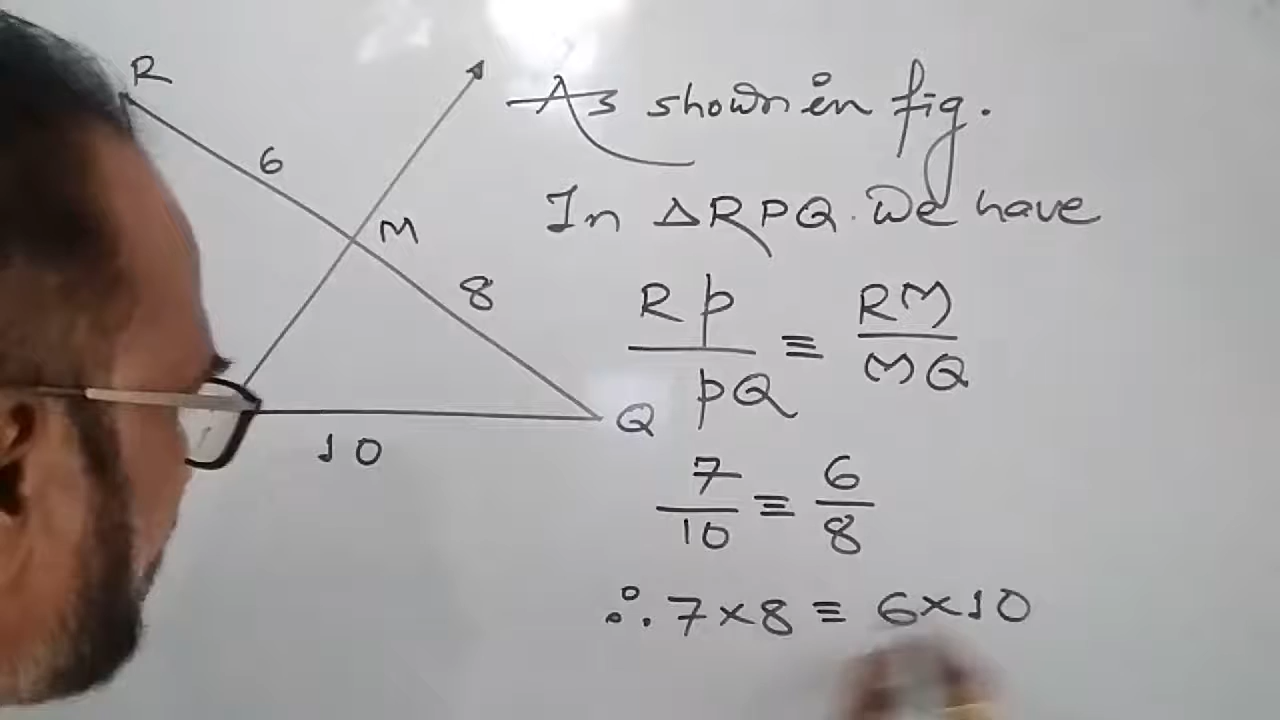 R
6
M
8
Q
10
As shown in fig.
In △RPQ. We have
RP/PQ ≡ RM/MQ
7/10 ≡ 6/8
∴ 7×8 ≡ 6×10